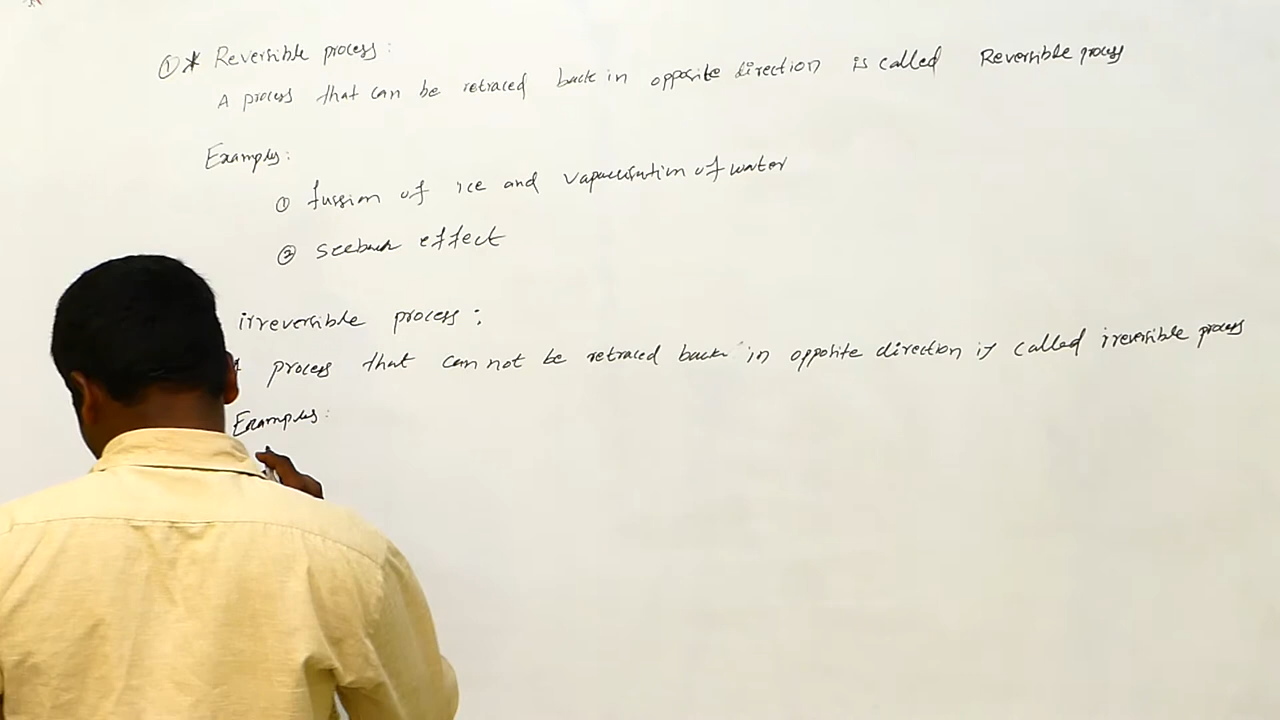 ① * Reversible process:
A process that can be retraced back in opposite direction is called Reversible process
Examples:
① fussion of ice and vapourisation of water
② seeback effect
irreversible process:
process that can not be retraced back in opposite direction is called irreversible process
Examples: